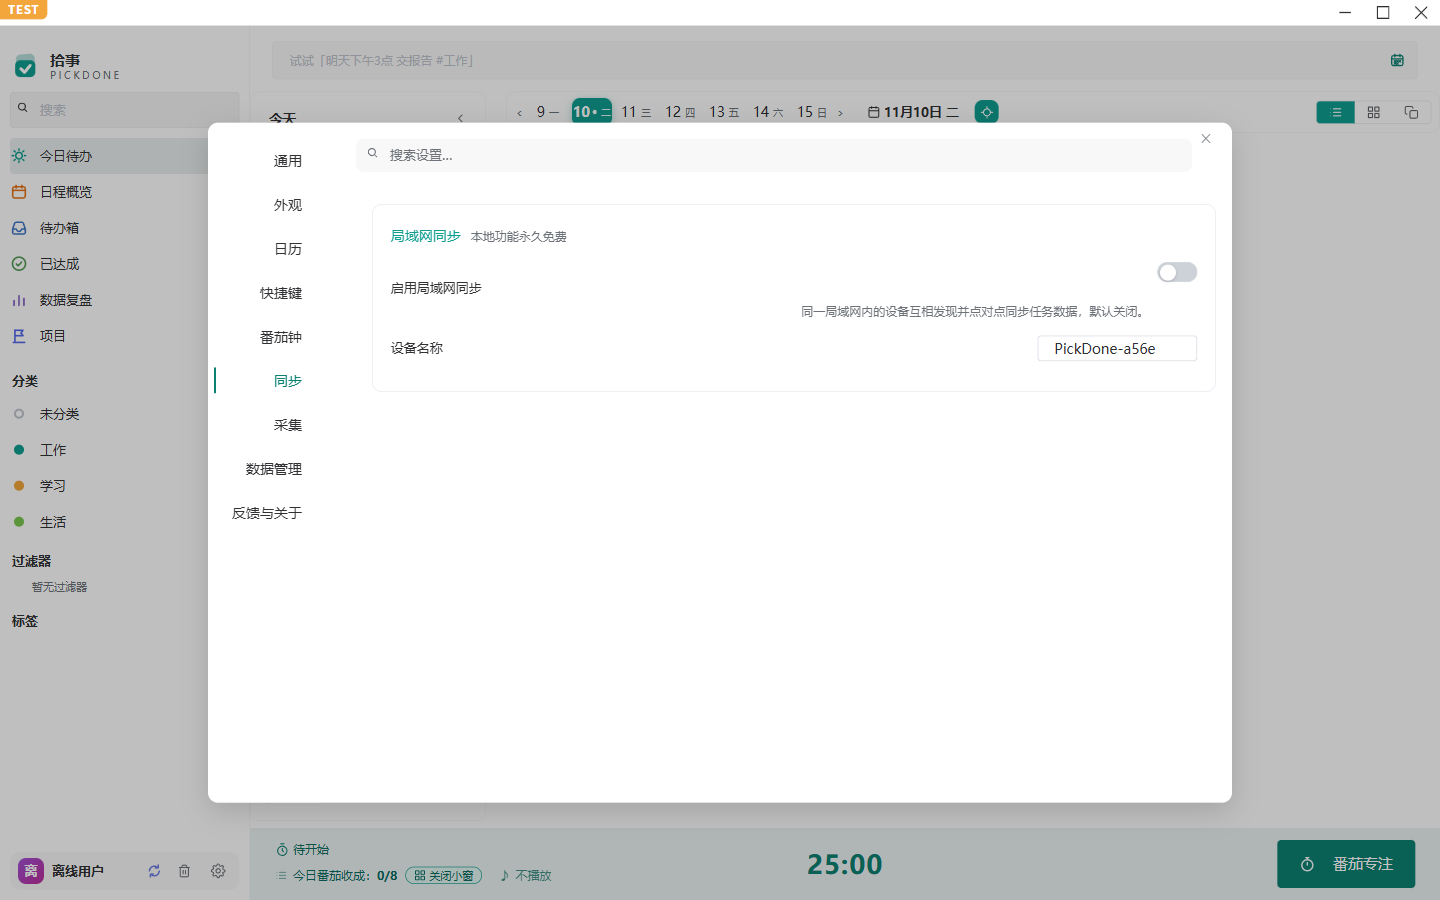 TEST
拾事
PICKDONE
搜索
今日待办
日程概览
待办箱
已达成
数据复盘
项目
分类
未分类
工作
学习
生活
过滤器
暂无过滤器
标签
离 离线用户
试试「明天下午3点 交报告 #工作」
今天
9 一 10 二 11 三 12 四 13 五 14 六 15 日 11月10日 二
通用
外观
日历
快捷键
番茄钟
同步
采集
数据管理
反馈与关于
搜索设置...
局域网同步 本地功能永久免费
启用局域网同步
同一局域网内的设备互相发现并点对点同步任务数据，默认关闭。
设备名称 PickDone-a56e
待开始
今日番茄收成：0/8 关闭小窗 不播放
25:00
番茄专注